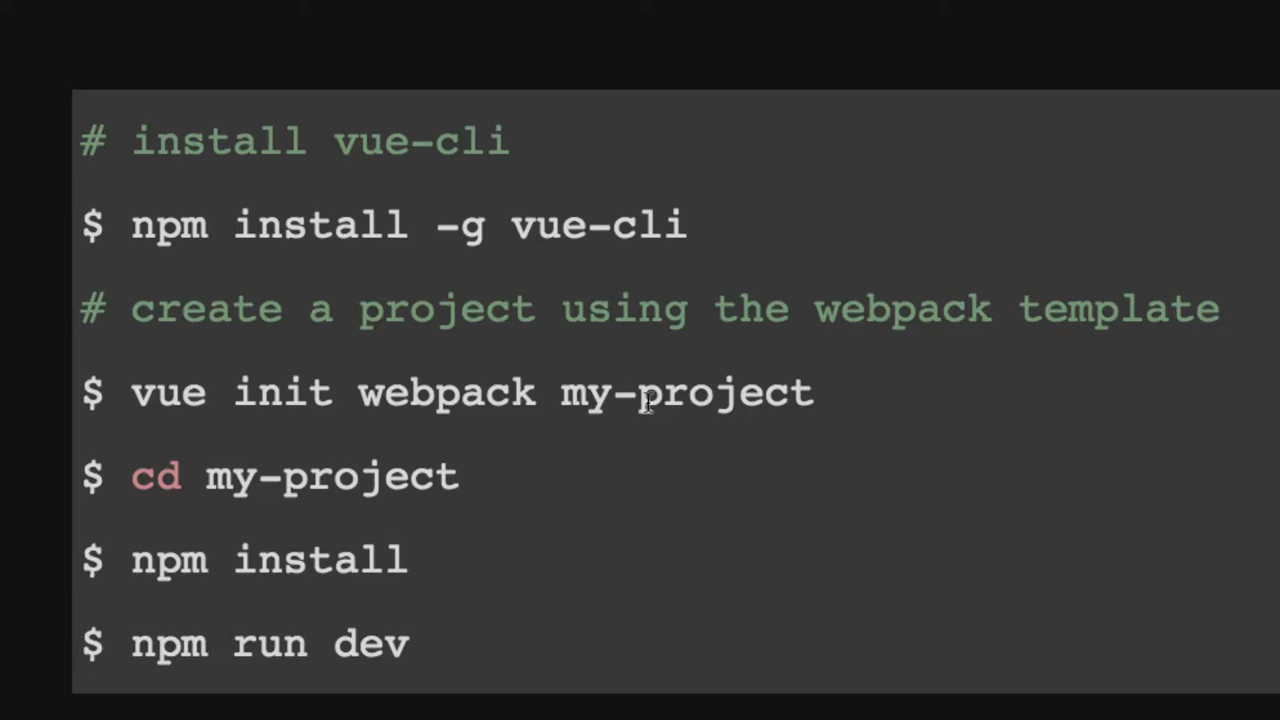 # install vue-cli
$ npm install -g vue-cli
# create a project using the webpack template
$ vue init webpack my-project
$ cd my-project
$ npm install
$ npm run dev